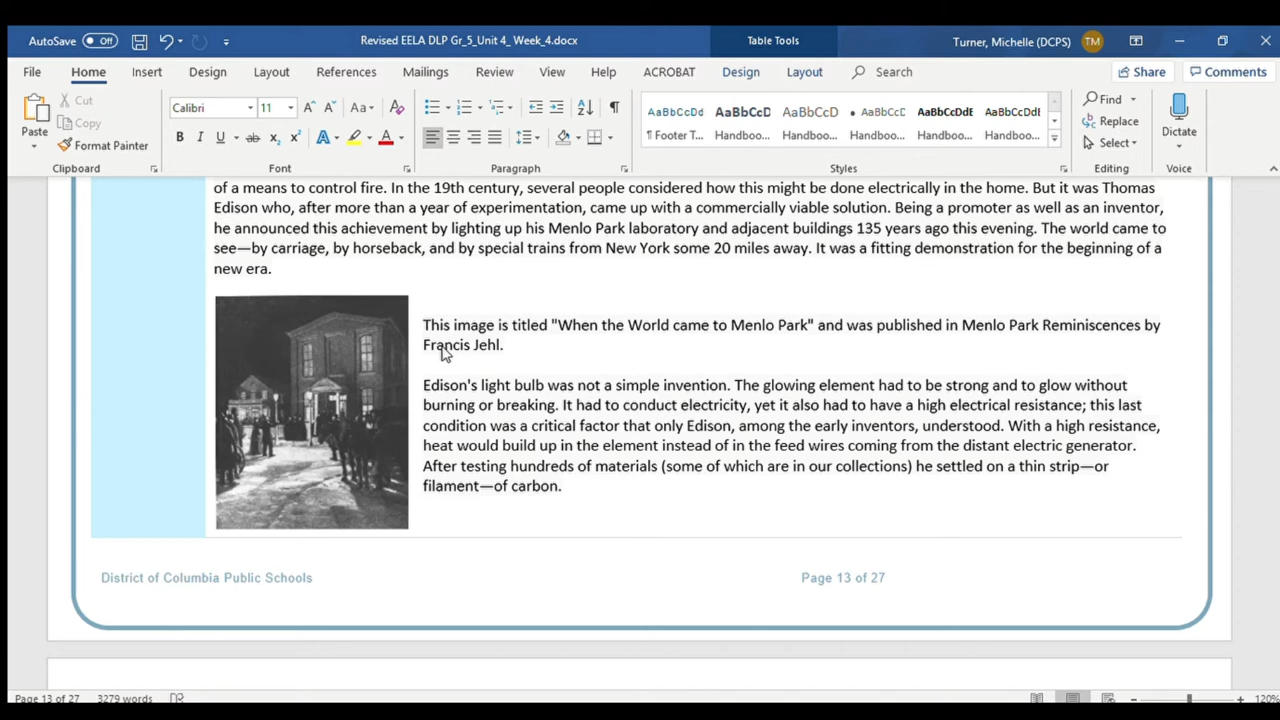 AutoSave Off Revised EELA DLP Gr_5_Unit 4_ Week_4.docx Table Tools Turner, Michelle (DCPS) TM
File Home Insert Design Layout References Mailings Review View Help ACROBAT Design Layout Search Share Comments
Paste Cut Copy Format Painter
Calibri 11 Aa
B I U ab x₂ x² A A
AaBbCcDd AaBbCcD AaBbCcD AaBbCcDd AaBbCcDdE AaBbCcDdE
¶ Footer T... Handboo... Handboo... Handboo... Handboo... Handboo...
Find Replace Select Dictate
Clipboard Font Paragraph Styles Editing Voice
of a means to control fire. In the 19th century, several people considered how this might be done electrically in the home. But it was Thomas
Edison who, after more than a year of experimentation, came up with a commercially viable solution. Being a promoter as well as an inventor,
he announced this achievement by lighting up his Menlo Park laboratory and adjacent buildings 135 years ago this evening. The world came to
see—by carriage, by horseback, and by special trains from New York some 20 miles away. It was a fitting demonstration for the beginning of a
new era.
This image is titled "When the World came to Menlo Park" and was published in Menlo Park Reminiscences by
Francis Jehl.
Edison's light bulb was not a simple invention. The glowing element had to be strong and to glow without
burning or breaking. It had to conduct electricity, yet it also had to have a high electrical resistance; this last
condition was a critical factor that only Edison, among the early inventors, understood. With a high resistance,
heat would build up in the element instead of in the feed wires coming from the distant electric generator.
After testing hundreds of materials (some of which are in our collections) he settled on a thin strip—or
filament—of carbon.
District of Columbia Public Schools Page 13 of 27
Page 13 of 27 3279 words 120%